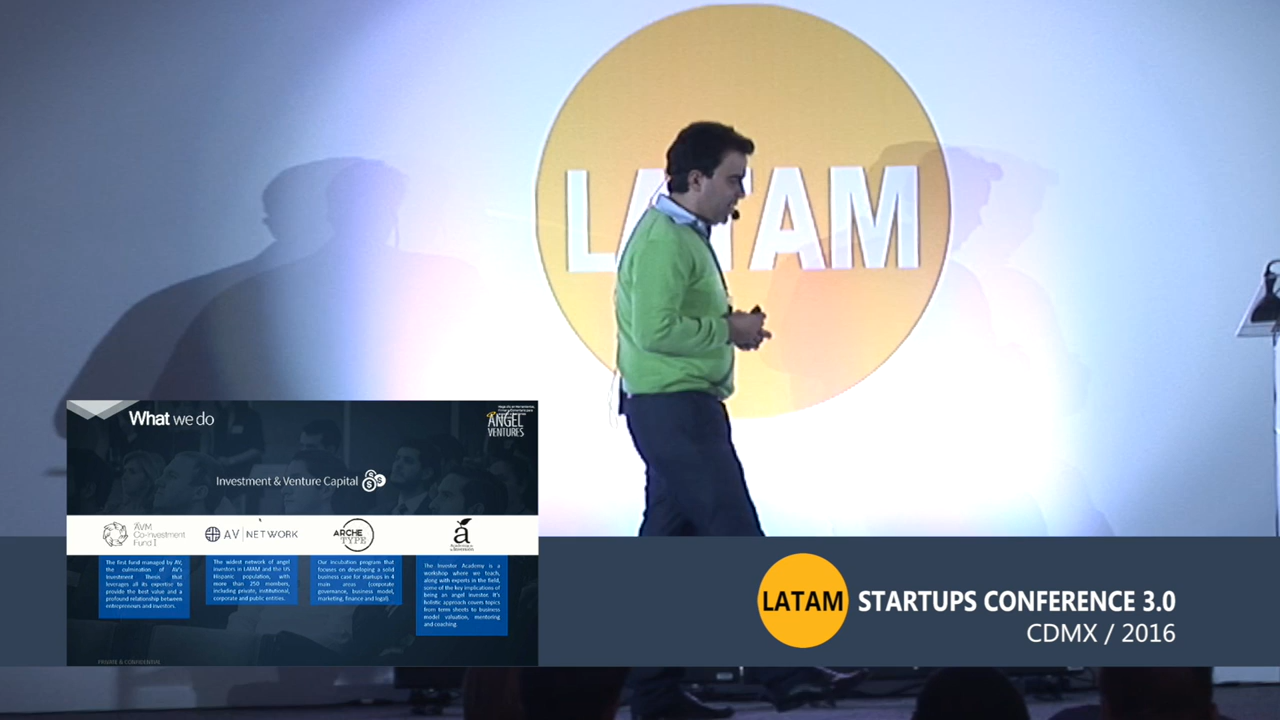 LATAM
What we do
ANGEL
VENTURES
Investment & Venture Capital
AVM
Co-Investment
Fund I
AV | NETWORK
ARCHE
TYPE
The first fund managed by AV,
the culmination of AV's
Investment Thesis that
leverages all its expertise to
provide the best value and a
profound relationship between
entrepreneurs and investors.
The widest network of angel
investors in LATAM and the US
Hispanic population, with
more than 250 members,
including private, institutional,
corporate and public entities.
Our incubation program that
focuses on developing a solid
business case for startups in 4
main areas (corporate
governance, business model,
marketing, finance and legal).
The Investor Academy is a
workshop where we teach,
along with experts in the field,
some of the key implications of
being an angel investor. It's
holistic approach covers topics
from term sheets to business
model valuation, mentoring
and coaching.
PRIVATE & CONFIDENTIAL
LATAM STARTUPS CONFERENCE 3.0
CDMX / 2016